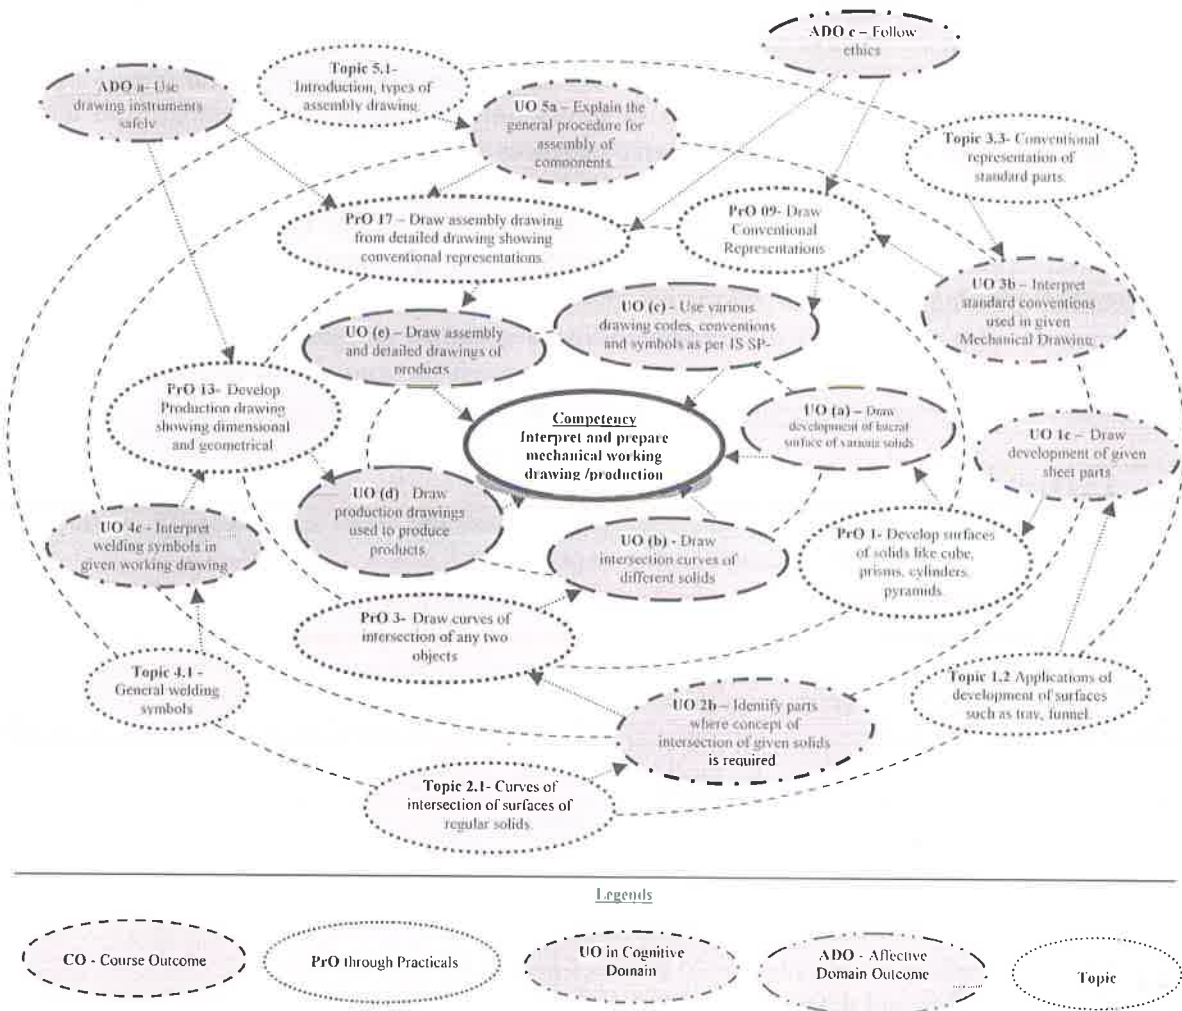 ADO c – Follow
ethics
Topic 5.1-
Introduction, types of
assembly drawing.
ADO a- Use
drawing instruments
safely
UO 5a – Explain the
general procedure for
assembly of
components.
Topic 3.3- Conventional
representation of
standard parts.
PrO 17 – Draw assembly drawing
from detailed drawing showing
conventional representations.
PrO 09- Draw
Conventional
Representations
UO 3b – Interpret
standard conventions
used in given
Mechanical Drawing.
UO (c) - Use various
drawing codes, conventions
and symbols as per IS SP-
UO (e) – Draw assembly
and detailed drawings of
products
PrO 13- Develop
Production drawing
showing dimensional
and geometrical
Competency
Interpret and prepare
mechanical working
drawing /production
UO (a) – Draw
development of lateral
surface of various solids
UO 1c – Draw
development of given
sheet parts.
UO (d) - Draw
production drawings
used to produce
products.
UO 4c - Interpret
welding symbols in
given working drawing
UO (b) - Draw
intersection curves of
different solids
PrO 1- Develop surfaces
of solids like cube,
prisms, cylinders,
pyramids.
PrO 3- Draw curves of
intersection of any two
objects
Topic 4.1 -
General welding
symbols
UO 2b – Identify parts
where concept of
intersection of given solids
is required
Topic 1.2 Applications of
development of surfaces
such as tray, funnel.
Topic 2.1- Curves of
intersection of surfaces of
regular solids.
Legends
CO - Course Outcome
PrO through Practicals
UO in Cognitive
Domain
ADO - Affective
Domain Outcome
Topic